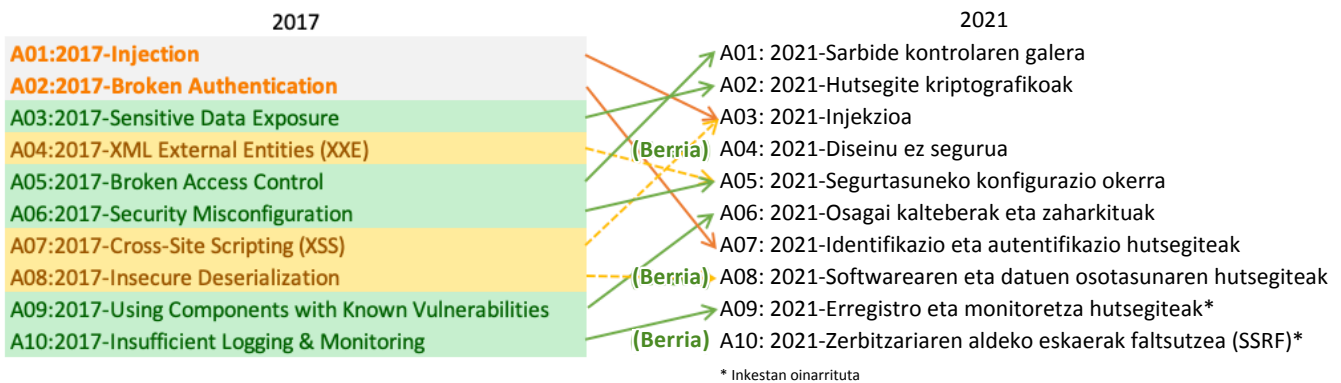 2017
A01:2017-Injection
A02:2017-Broken Authentication
A03:2017-Sensitive Data Exposure
A04:2017-XML External Entities (XXE)
A05:2017-Broken Access Control
A06:2017-Security Misconfiguration
A07:2017-Cross-Site Scripting (XSS)
A08:2017-Insecure Deserialization
A09:2017-Using Components with Known Vulnerabilities
A10:2017-Insufficient Logging & Monitoring
2021
A01: 2021-Sarbide kontrolaren galera
A02: 2021-Hutsegite kriptografikoak
A03: 2021-Injekzioa
(Berria) A04: 2021-Diseinu ez segurua
A05: 2021-Segurtasuneko konfigurazio okerra
A06: 2021-Osagai kalteberak eta zaharkituak
A07: 2021-Identifikazio eta autentifikazio hutsegiteak
(Berria) A08: 2021-Softwarearen eta datuen osotasunaren hutsegiteak
A09: 2021-Erregistro eta monitoretza hutsegiteak*
(Berria) A10: 2021-Zerbitzariaren aldeko eskaerak faltsutzea (SSRF)*
* Inkestan oinarrituta